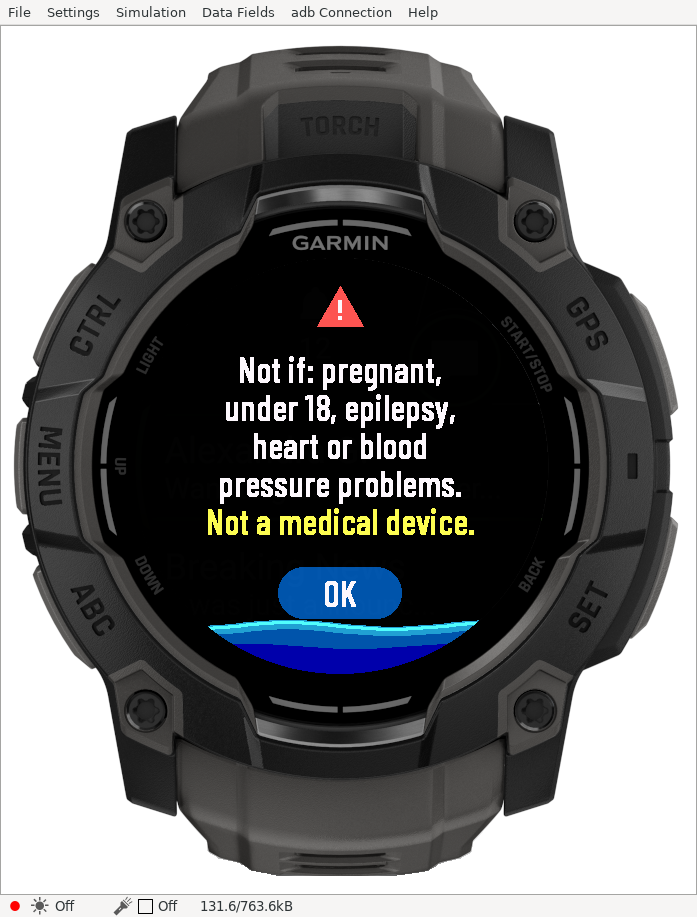 File Settings Simulation Data Fields adb Connection Help
TORCH
GARMIN
CTRL
GPS
LIGHT
START/STOP
!
Not if: pregnant,
under 18, epilepsy,
heart or blood
pressure problems.
Not a medical device.
MENU
UP
DOWN
BACK
OK
ABC
SET
Off Off 131.6/763.6kB